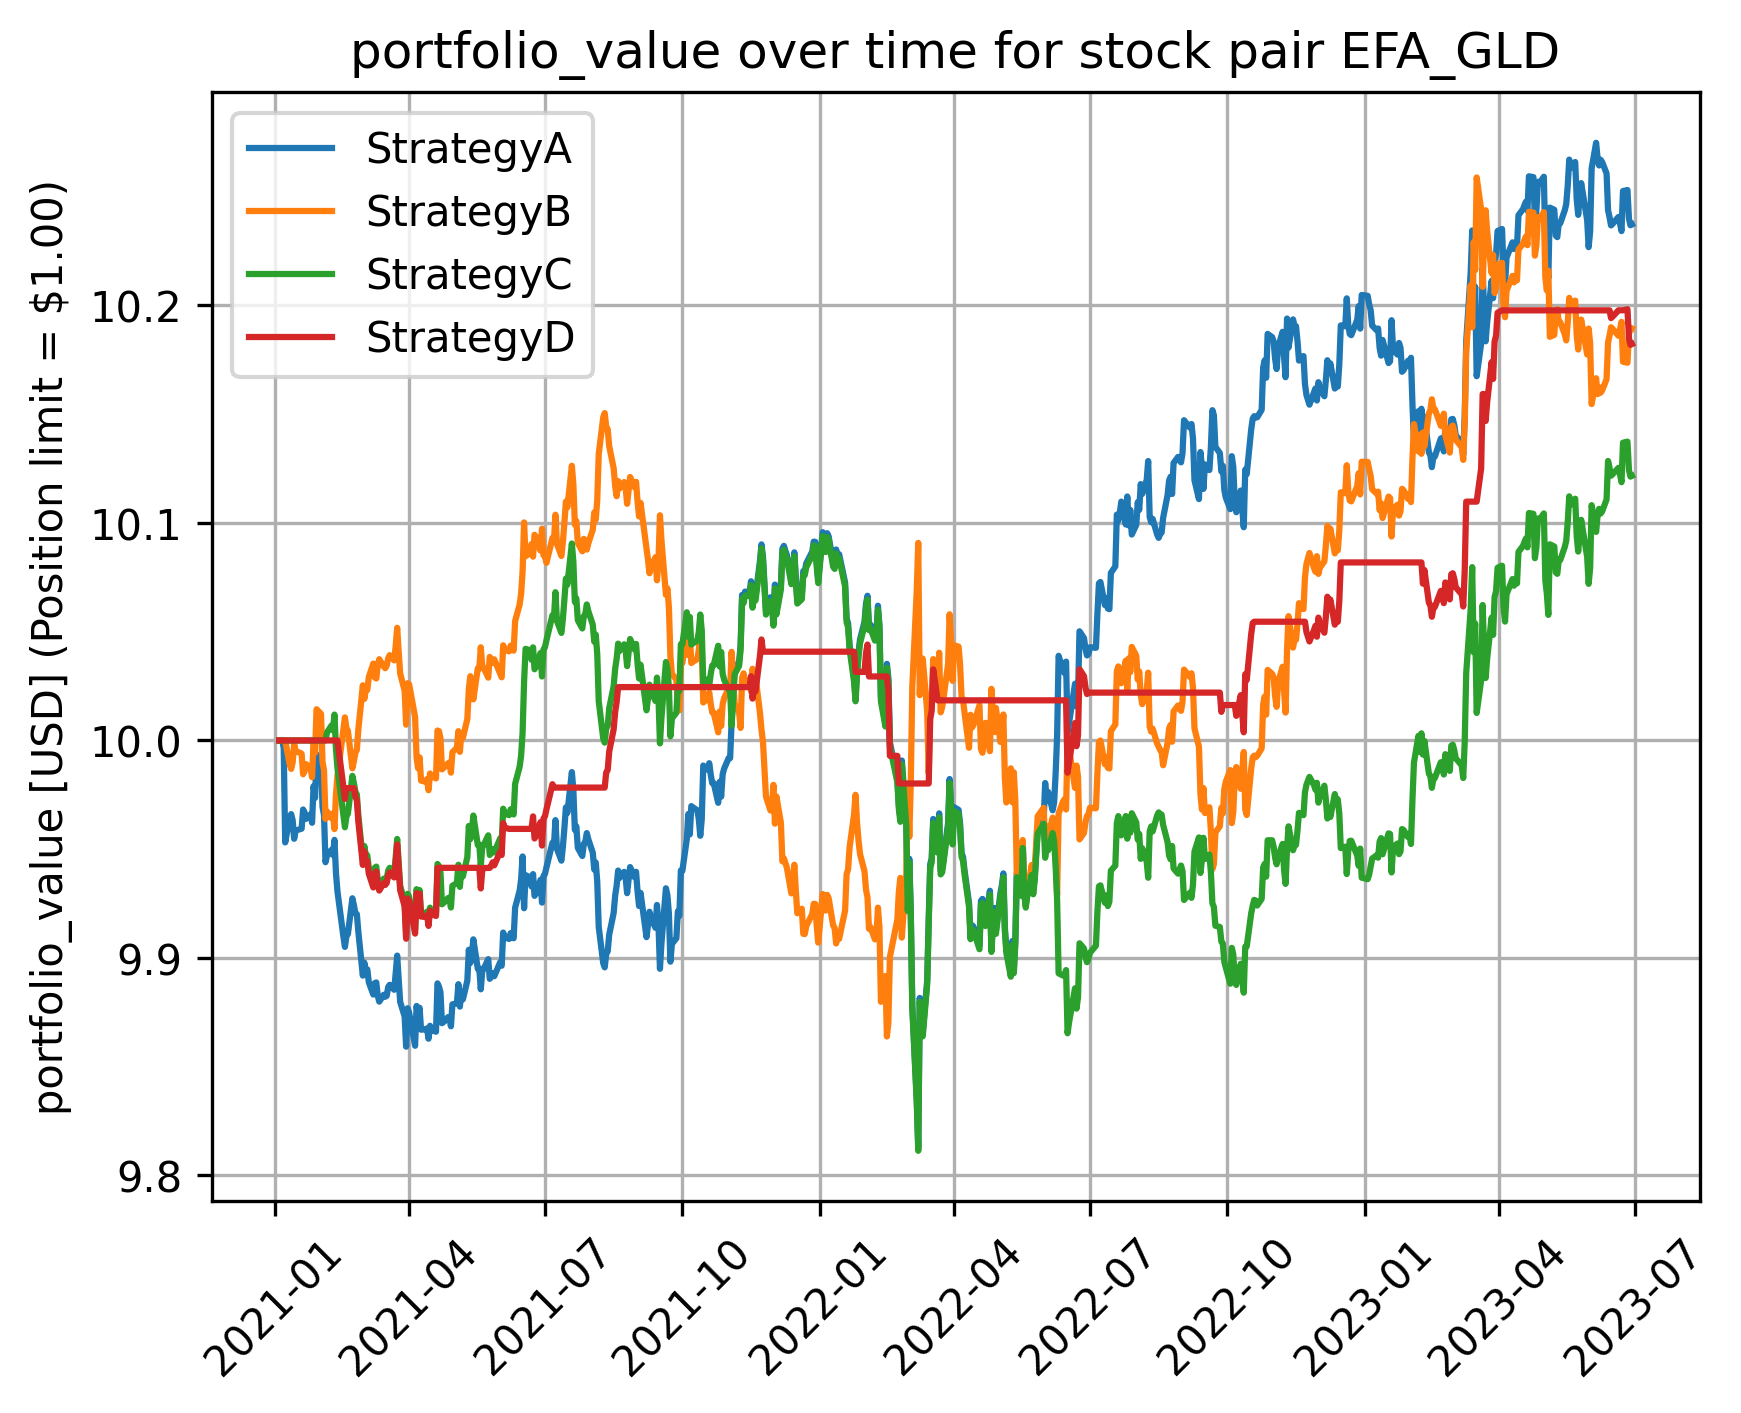 portfolio_value over time for stock pair EFA_GLD
StrategyA
StrategyB
StrategyC
StrategyD
portfolio_value [USD] (Position limit = $1.00)
10.2
10.1
10.0
9.9
9.8
2021-01
2021-04
2021-07
2021-10
2022-01
2022-04
2022-07
2022-10
2023-01
2023-04
2023-07